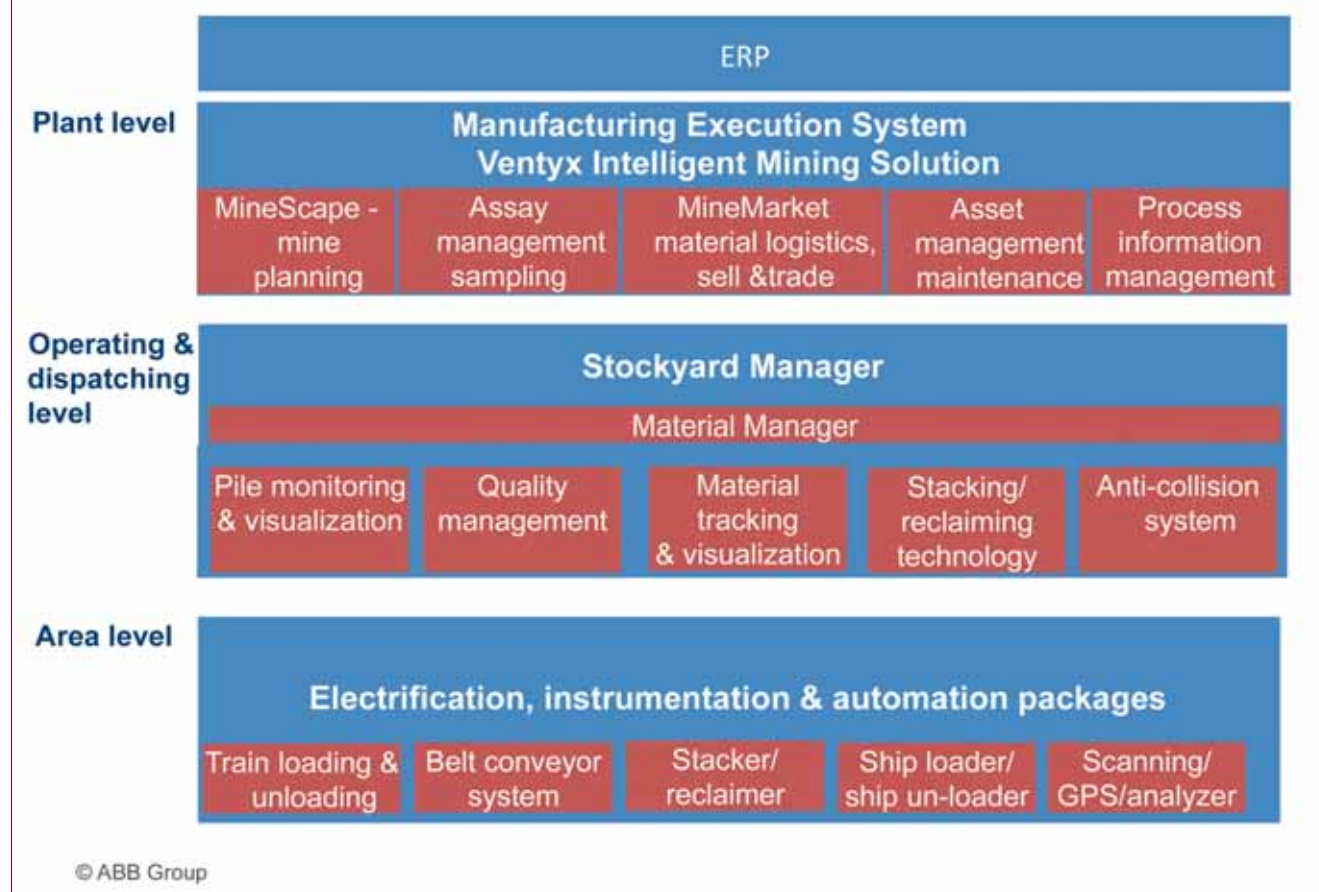 ERP
Plant level
Manufacturing Execution System
Ventyx Intelligent Mining Solution
MineScape -
mine
planning
Assay
management
sampling
MineMarket
material logistics,
sell &trade
Asset
management
maintenance
Process
information
management
Operating &
dispatching
level
Stockyard Manager
Material Manager
Pile monitoring
& visualization
Quality
management
Material
tracking
& visualization
Stacking/
reclaiming
technology
Anti-collision
system
Area level
Electrification, instrumentation & automation packages
Train loading &
unloading
Belt conveyor
system
Stacker/
reclaimer
Ship loader/
ship un-loader
Scanning/
GPS/analyzer
© ABB Group